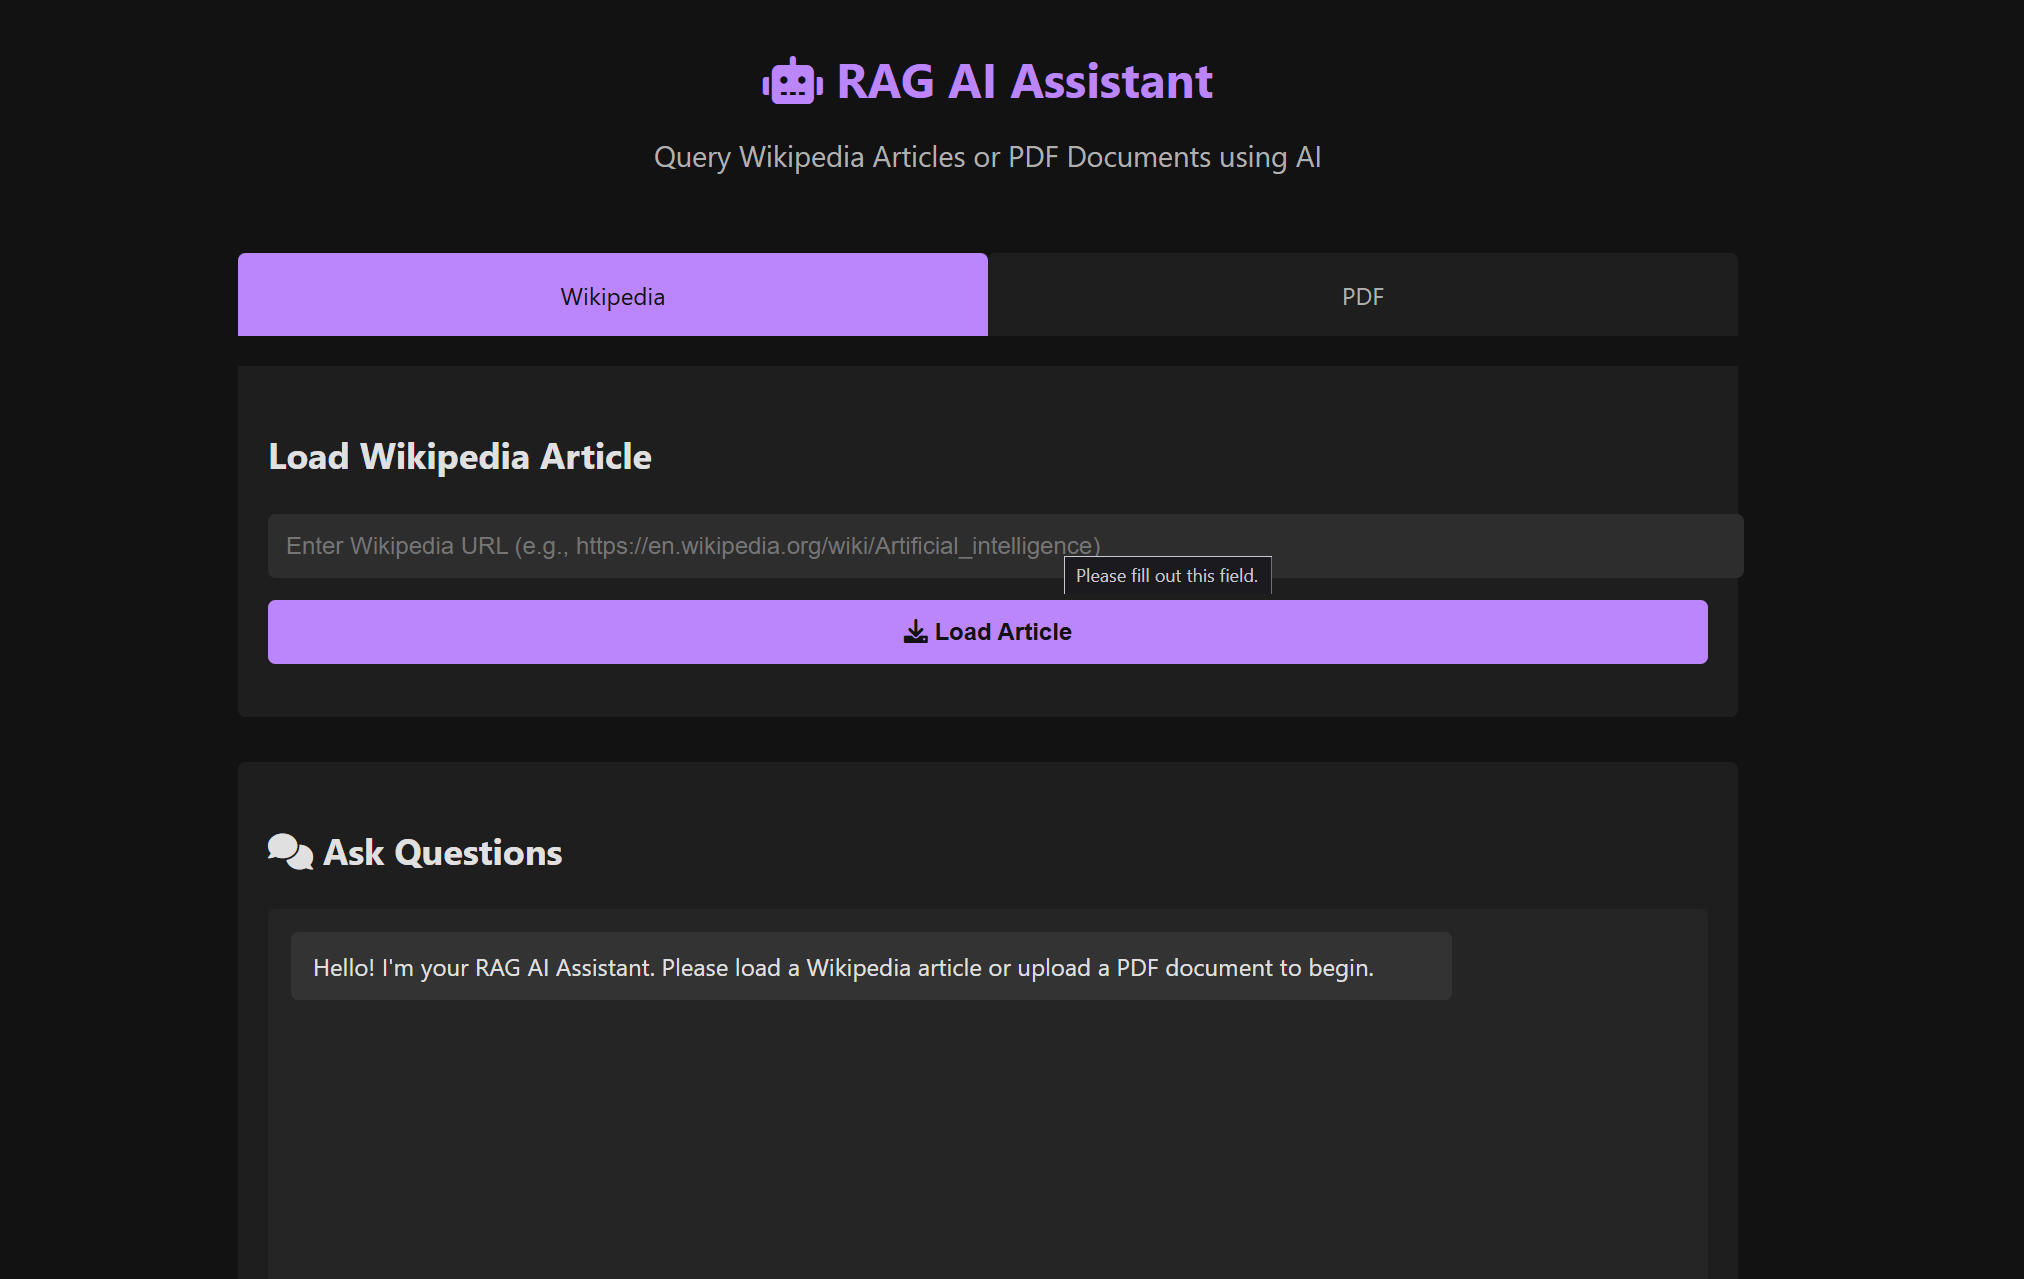 RAG AI Assistant
Query Wikipedia Articles or PDF Documents using AI
Wikipedia
PDF
Load Wikipedia Article
Enter Wikipedia URL (e.g., https://en.wikipedia.org/wiki/Artificial_intelligence)
Please fill out this field.
Load Article
Ask Questions
Hello! I'm your RAG AI Assistant. Please load a Wikipedia article or upload a PDF document to begin.